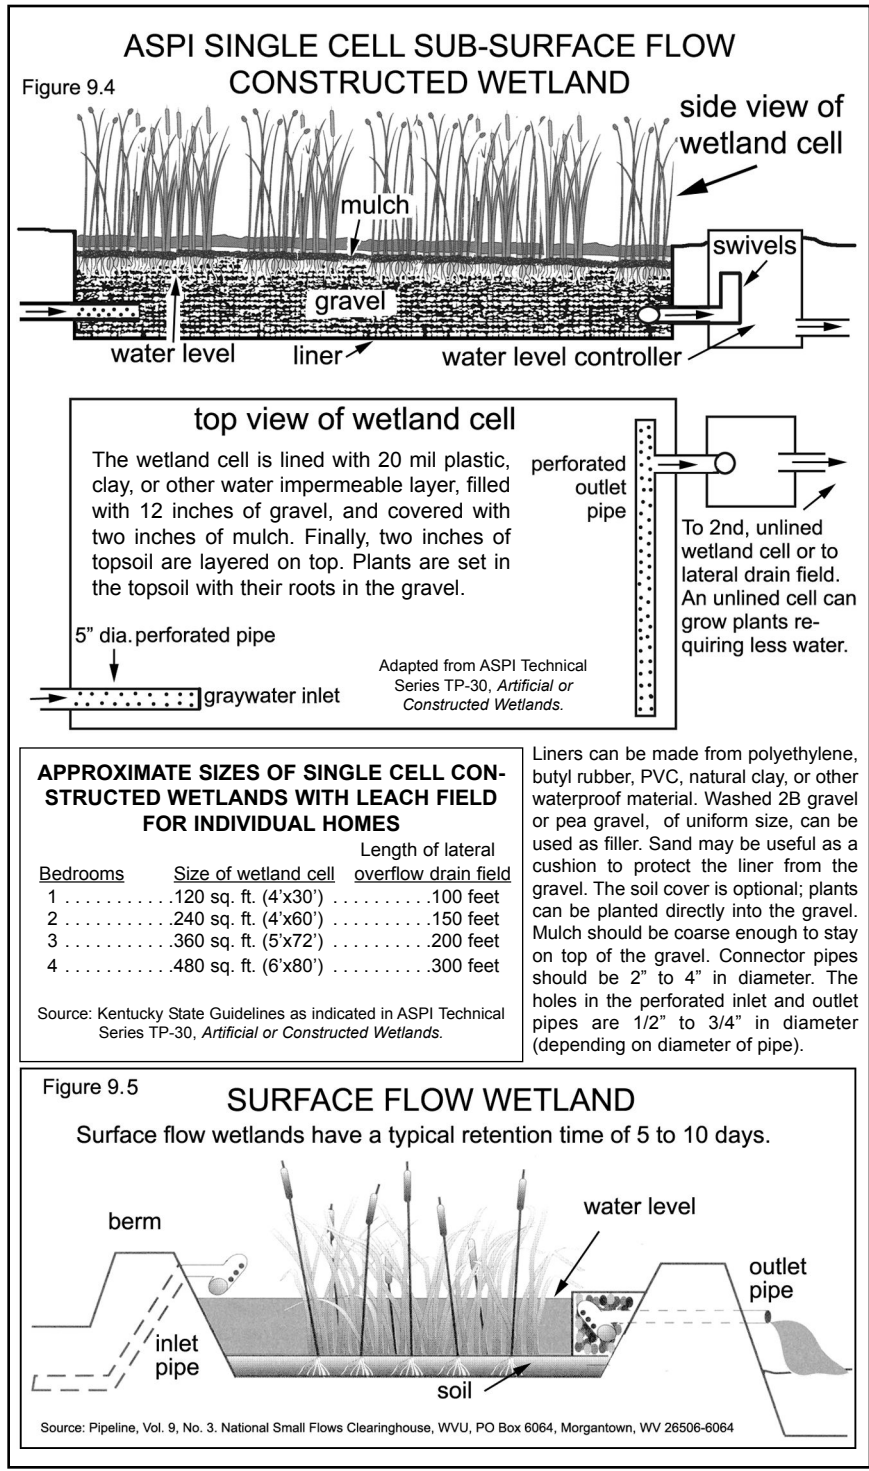 ASPI SINGLE CELL SUB-SURFACE FLOW
CONSTRUCTED WETLAND
Figure 9.4
side view of
wetland cell
mulch
swivels
gravel
water level
liner
water level controller
top view of wetland cell
The wetland cell is lined with 20 mil plastic,
clay, or other water impermeable layer, filled
with 12 inches of gravel, and covered with
two inches of mulch. Finally, two inches of
topsoil are layered on top. Plants are set in
the topsoil with their roots in the gravel.
perforated
outlet
pipe
To 2nd, unlined
wetland cell or to
lateral drain field.
An unlined cell can
grow plants re-
quiring less water.
5” dia. perforated pipe
graywater inlet
Adapted from ASPI Technical
Series TP-30, Artificial or
Constructed Wetlands.
APPROXIMATE SIZES OF SINGLE CELL CON-
STRUCTED WETLANDS WITH LEACH FIELD
FOR INDIVIDUAL HOMES
Length of lateral
Bedrooms Size of wetland cell overflow drain field
1 . . . . . . . . . . .120 sq. ft. (4’x30’) . . . . . . . . . .100 feet
2 . . . . . . . . . . .240 sq. ft. (4’x60’) . . . . . . . . . .150 feet
3 . . . . . . . . . . .360 sq. ft. (5’x72’) . . . . . . . . . .200 feet
4 . . . . . . . . . . .480 sq. ft. (6’x80’) . . . . . . . . . .300 feet
Source: Kentucky State Guidelines as indicated in ASPI Technical
Series TP-30, Artificial or Constructed Wetlands.
Liners can be made from polyethylene,
butyl rubber, PVC, natural clay, or other
waterproof material. Washed 2B gravel
or pea gravel, of uniform size, can be
used as filler. Sand may be useful as a
cushion to protect the liner from the
gravel. The soil cover is optional; plants
can be planted directly into the gravel.
Mulch should be coarse enough to stay
on top of the gravel. Connector pipes
should be 2” to 4” in diameter. The
holes in the perforated inlet and outlet
pipes are 1/2” to 3/4” in diameter
(depending on diameter of pipe).
Figure 9.5
SURFACE FLOW WETLAND
Surface flow wetlands have a typical retention time of 5 to 10 days.
berm
water level
outlet
pipe
inlet
pipe
soil
Source: Pipeline, Vol. 9, No. 3. National Small Flows Clearinghouse, WVU, PO Box 6064, Morgantown, WV 26506-6064